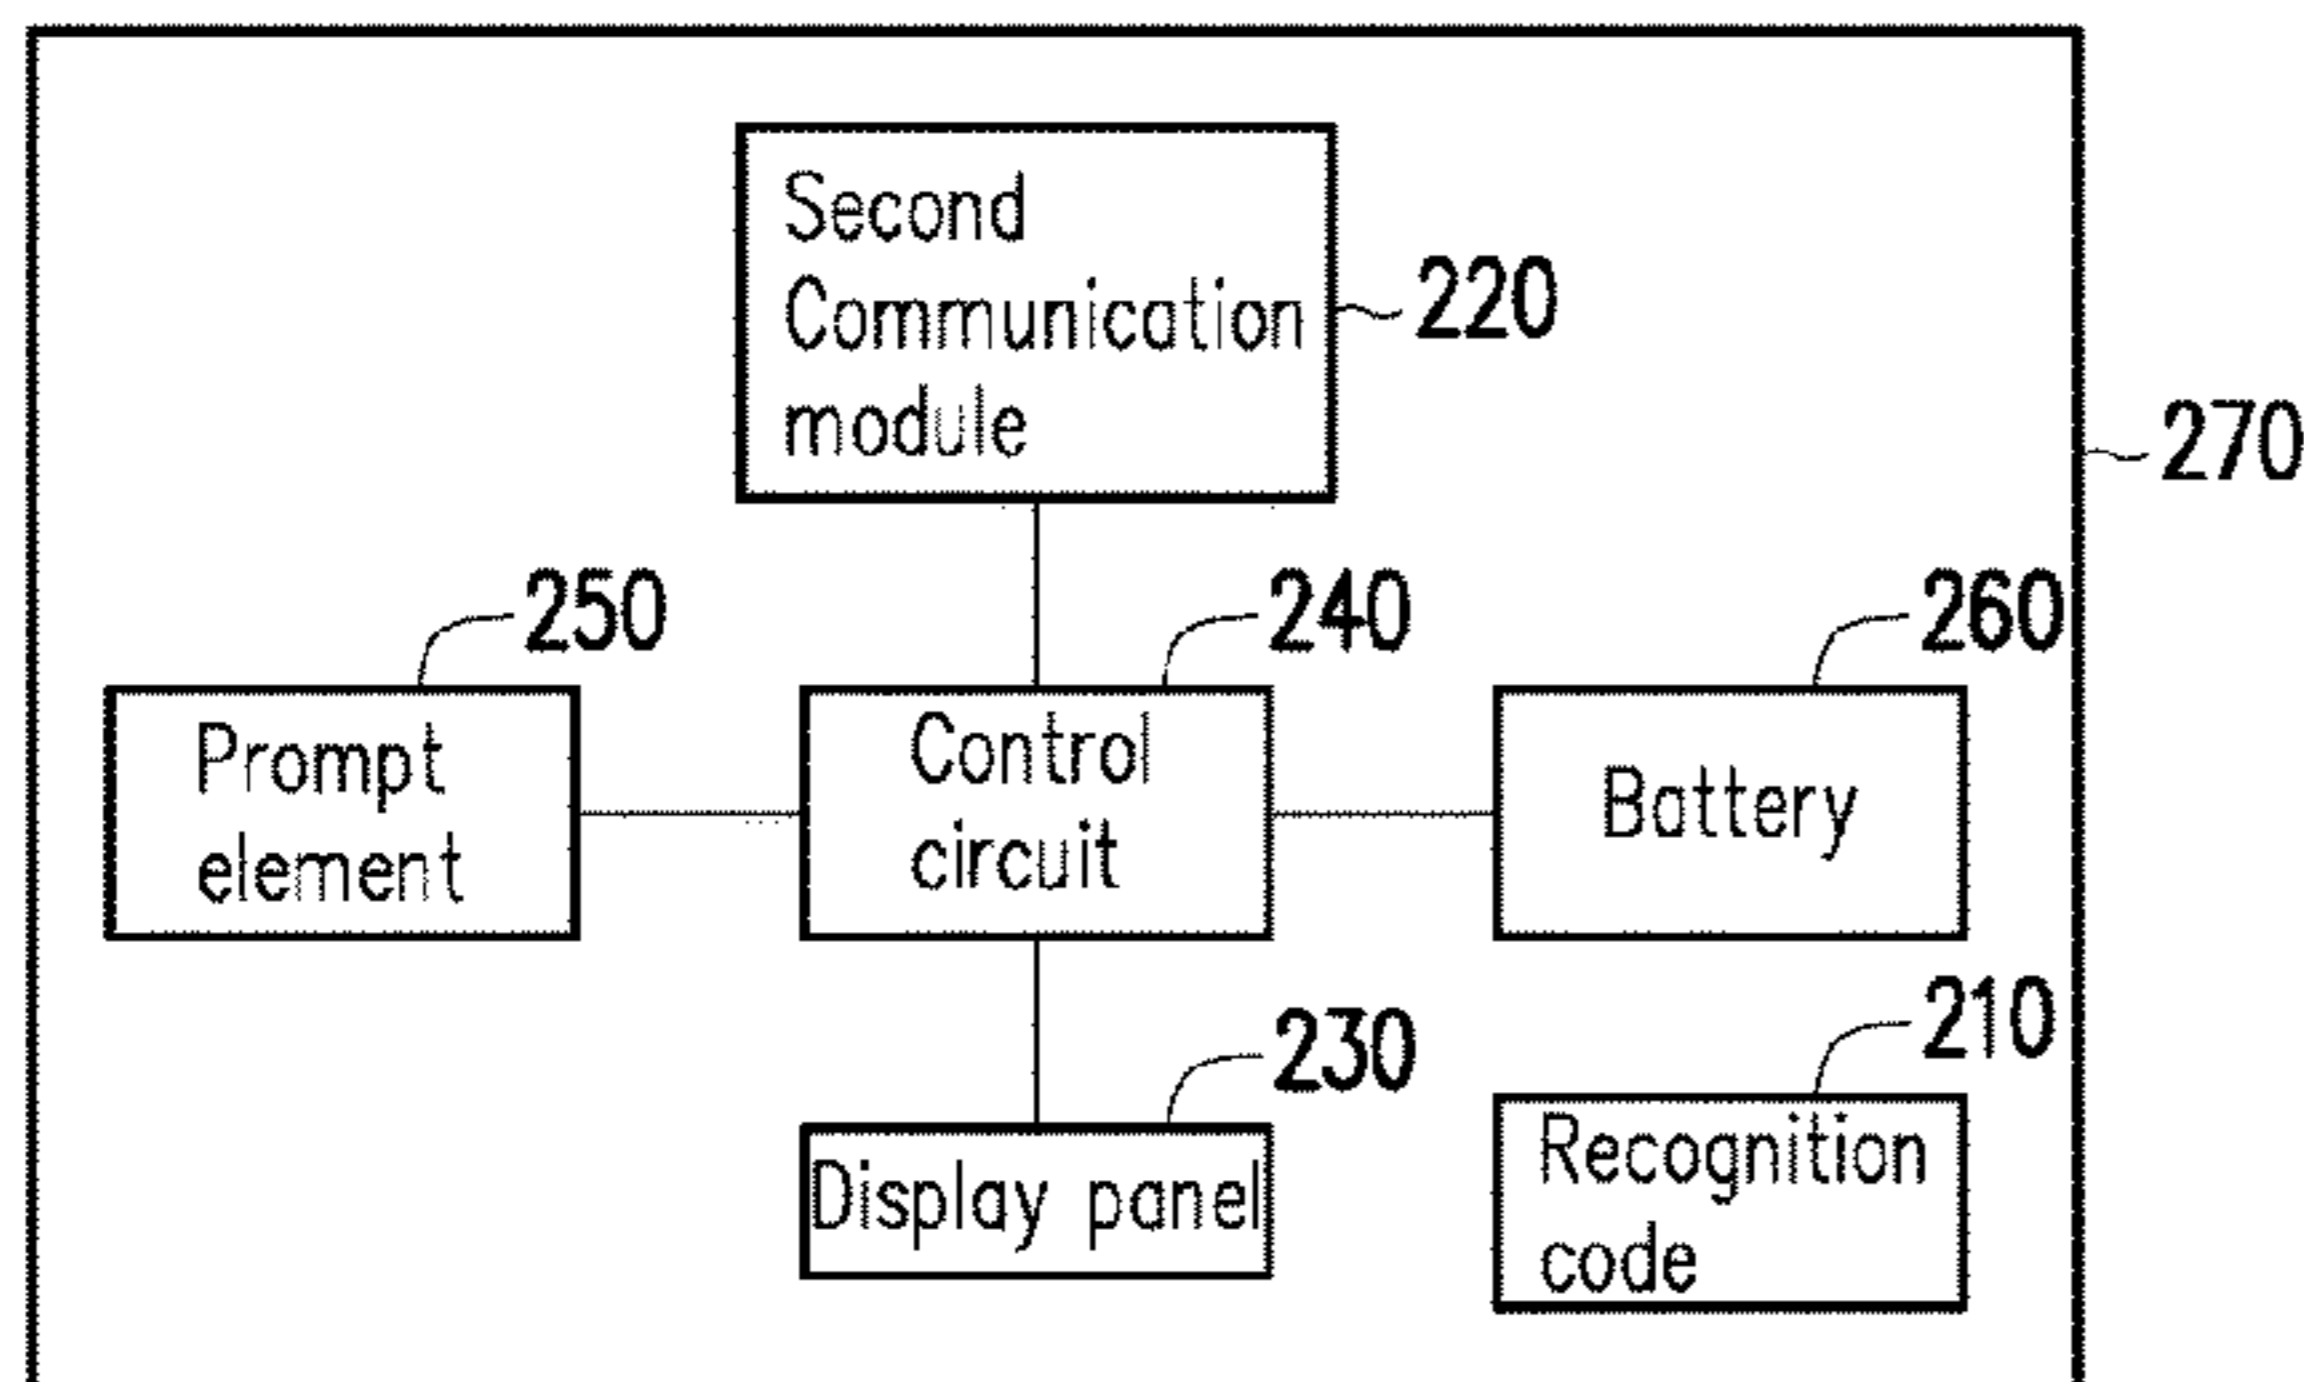 Second
Communication
module
220
270
250
240
260
Prompt
element
Control
circuit
Battery
230
210
Display panel
Recognition
code